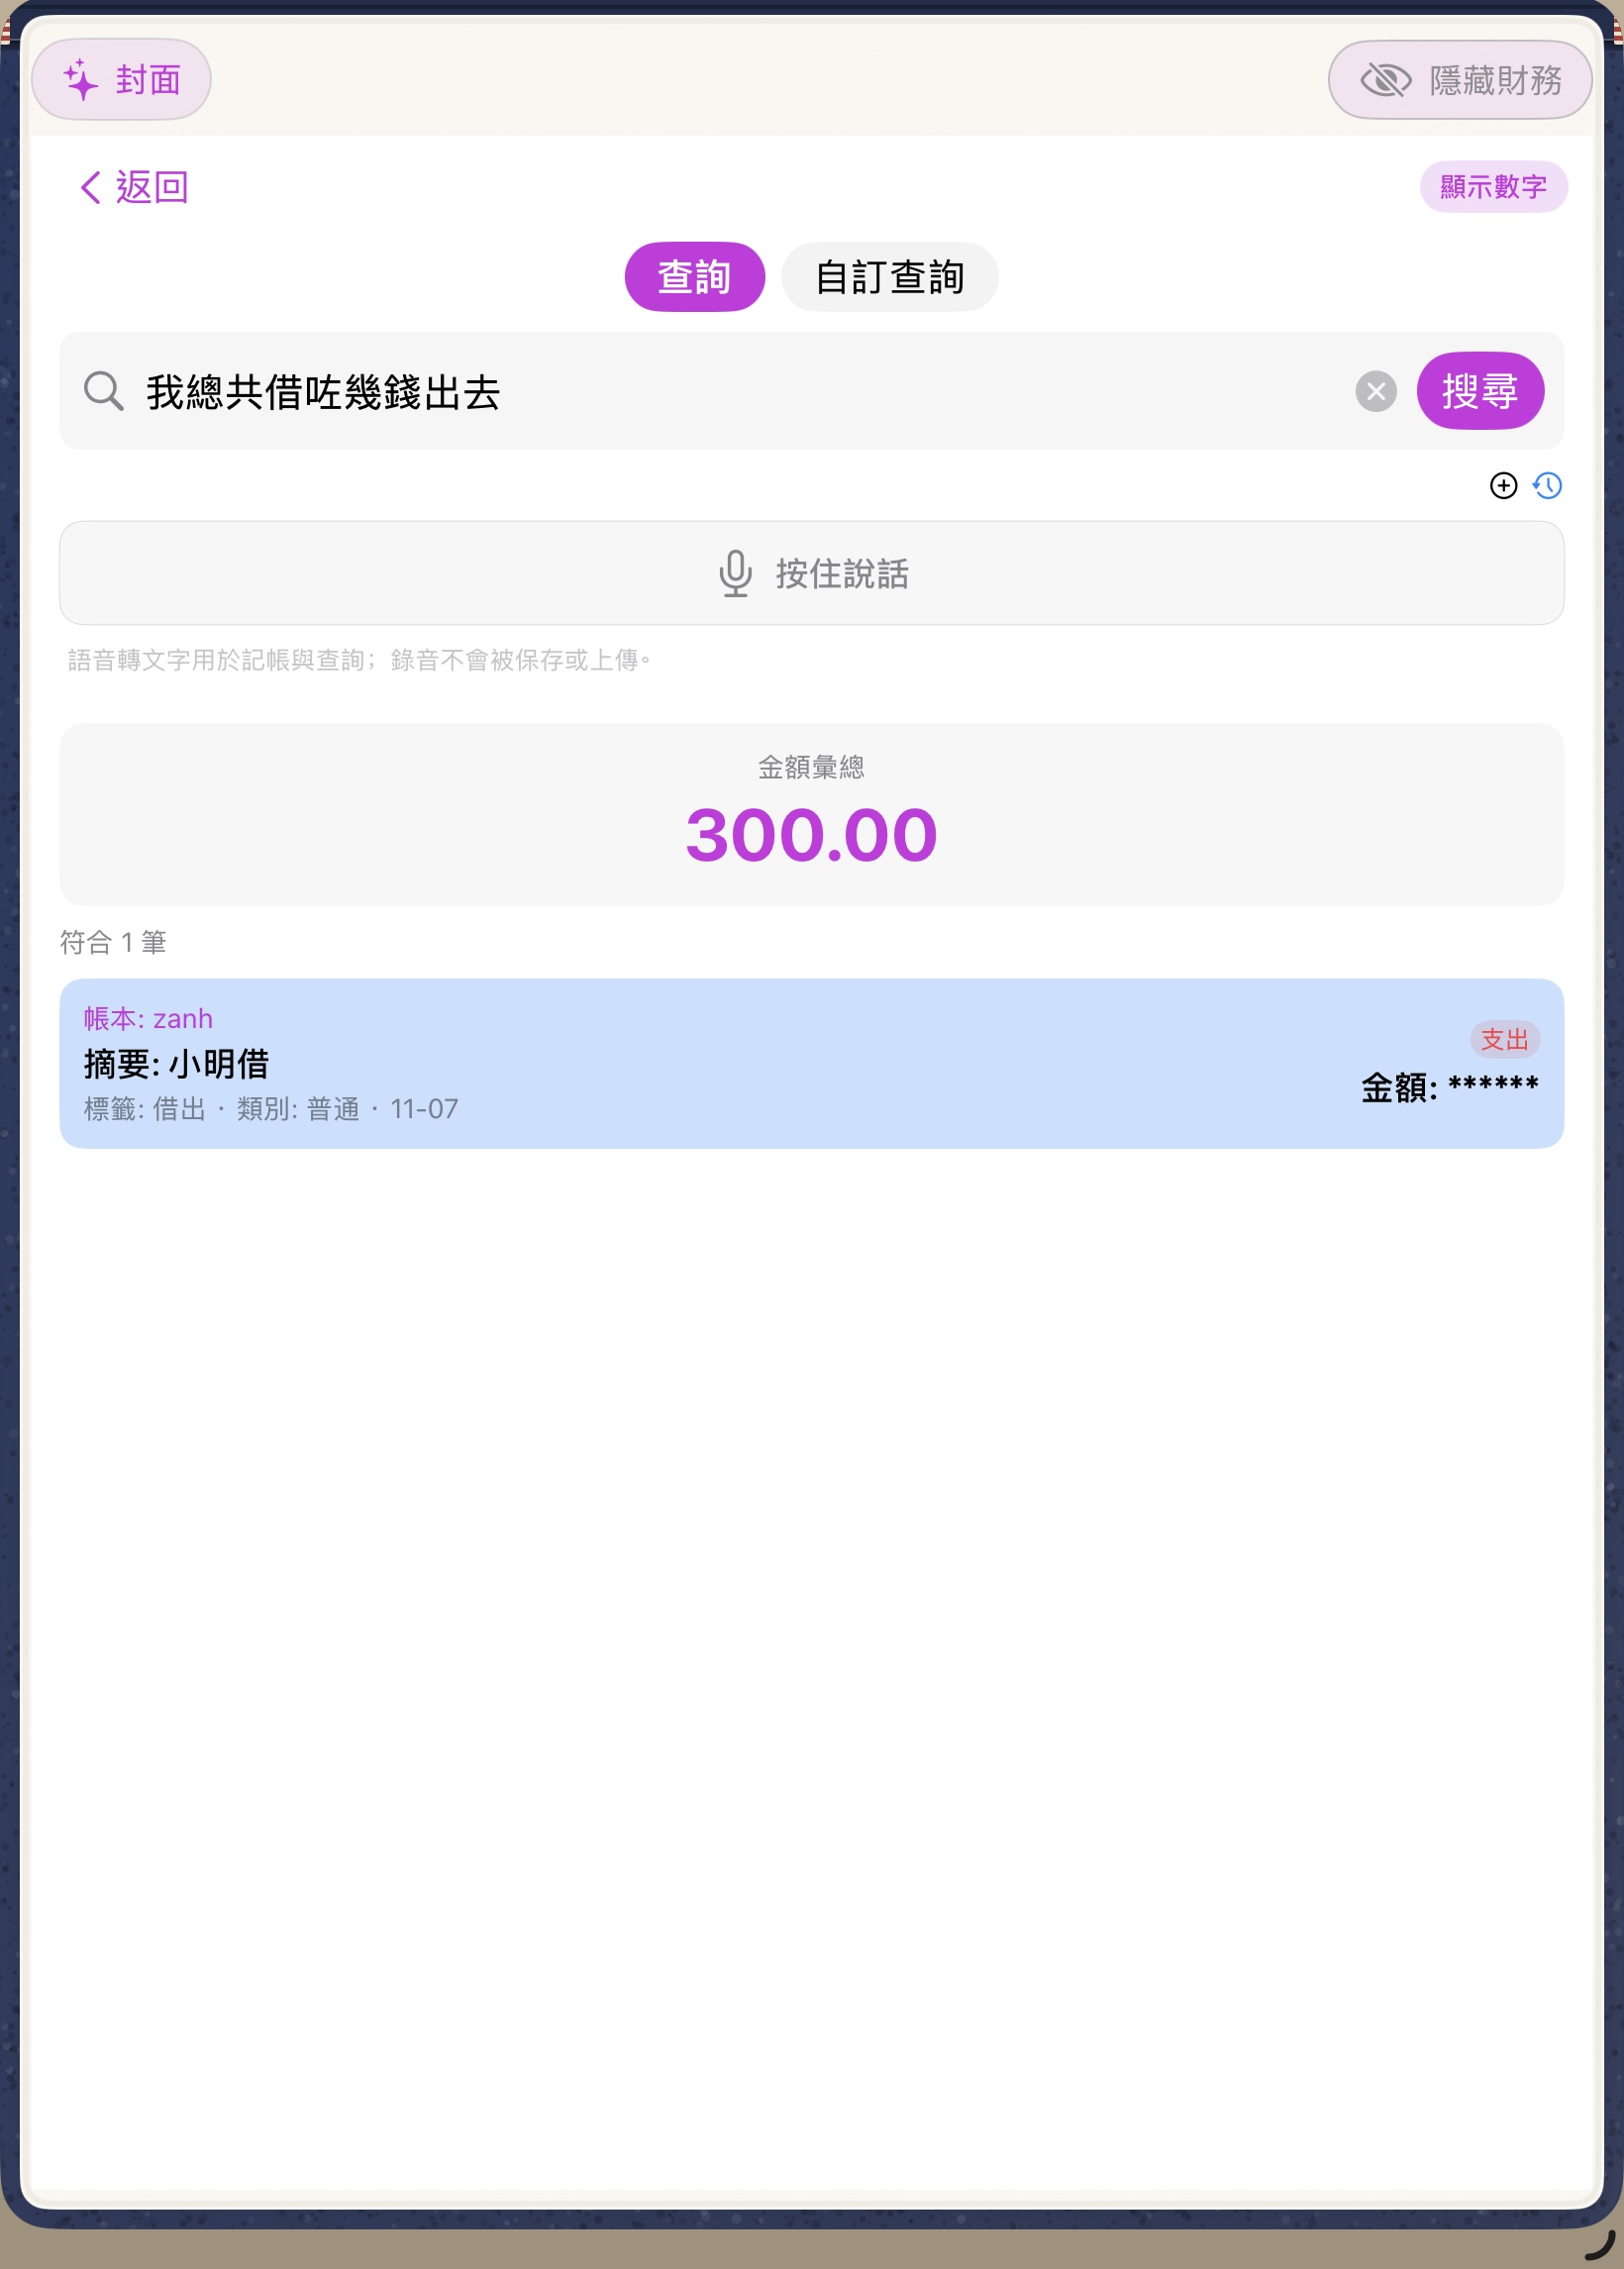 封面
隱藏財務
返回
顯示數字
查詢
自訂查詢
我總共借咗幾錢出去
搜尋
按住說話
語音轉文字用於記帳與查詢；錄音不會被保存或上傳。
金額彙總
300.00
符合 1 筆
帳本: zanh
支出
摘要: 小明借
金額: ******
標籤: 借出 · 類別: 普通 · 11-07